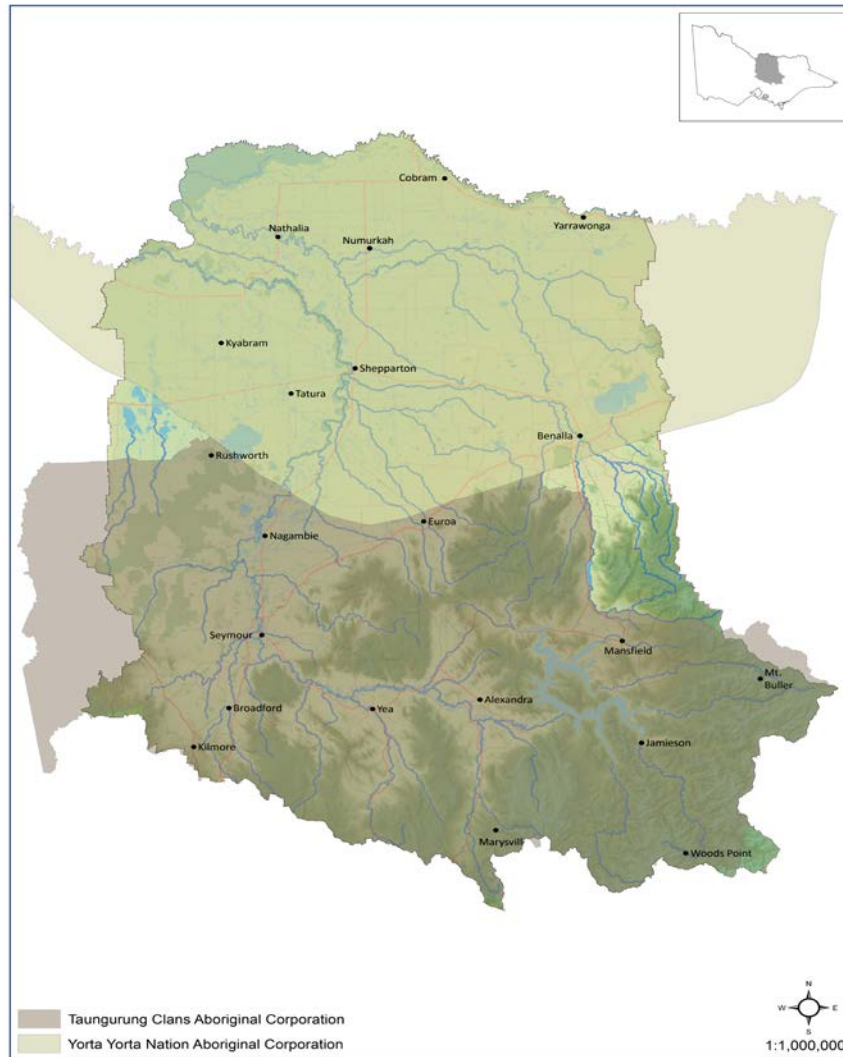 Cobram
Yarrawonga
Nathalia
Numurkah
Kyabram
Shepparton
Tatura
Benalla
Rushworth
Euroa
Nagambie
Seymour
Mansfield
Mt.
Buller
Alexandra
Broadford
Yea
Jamieson
Kilmore
Marysvill
Woods Point
N
W E
S
Taungurung Clans Aboriginal Corporation
Yorta Yorta Nation Aboriginal Corporation
1:1,000,000